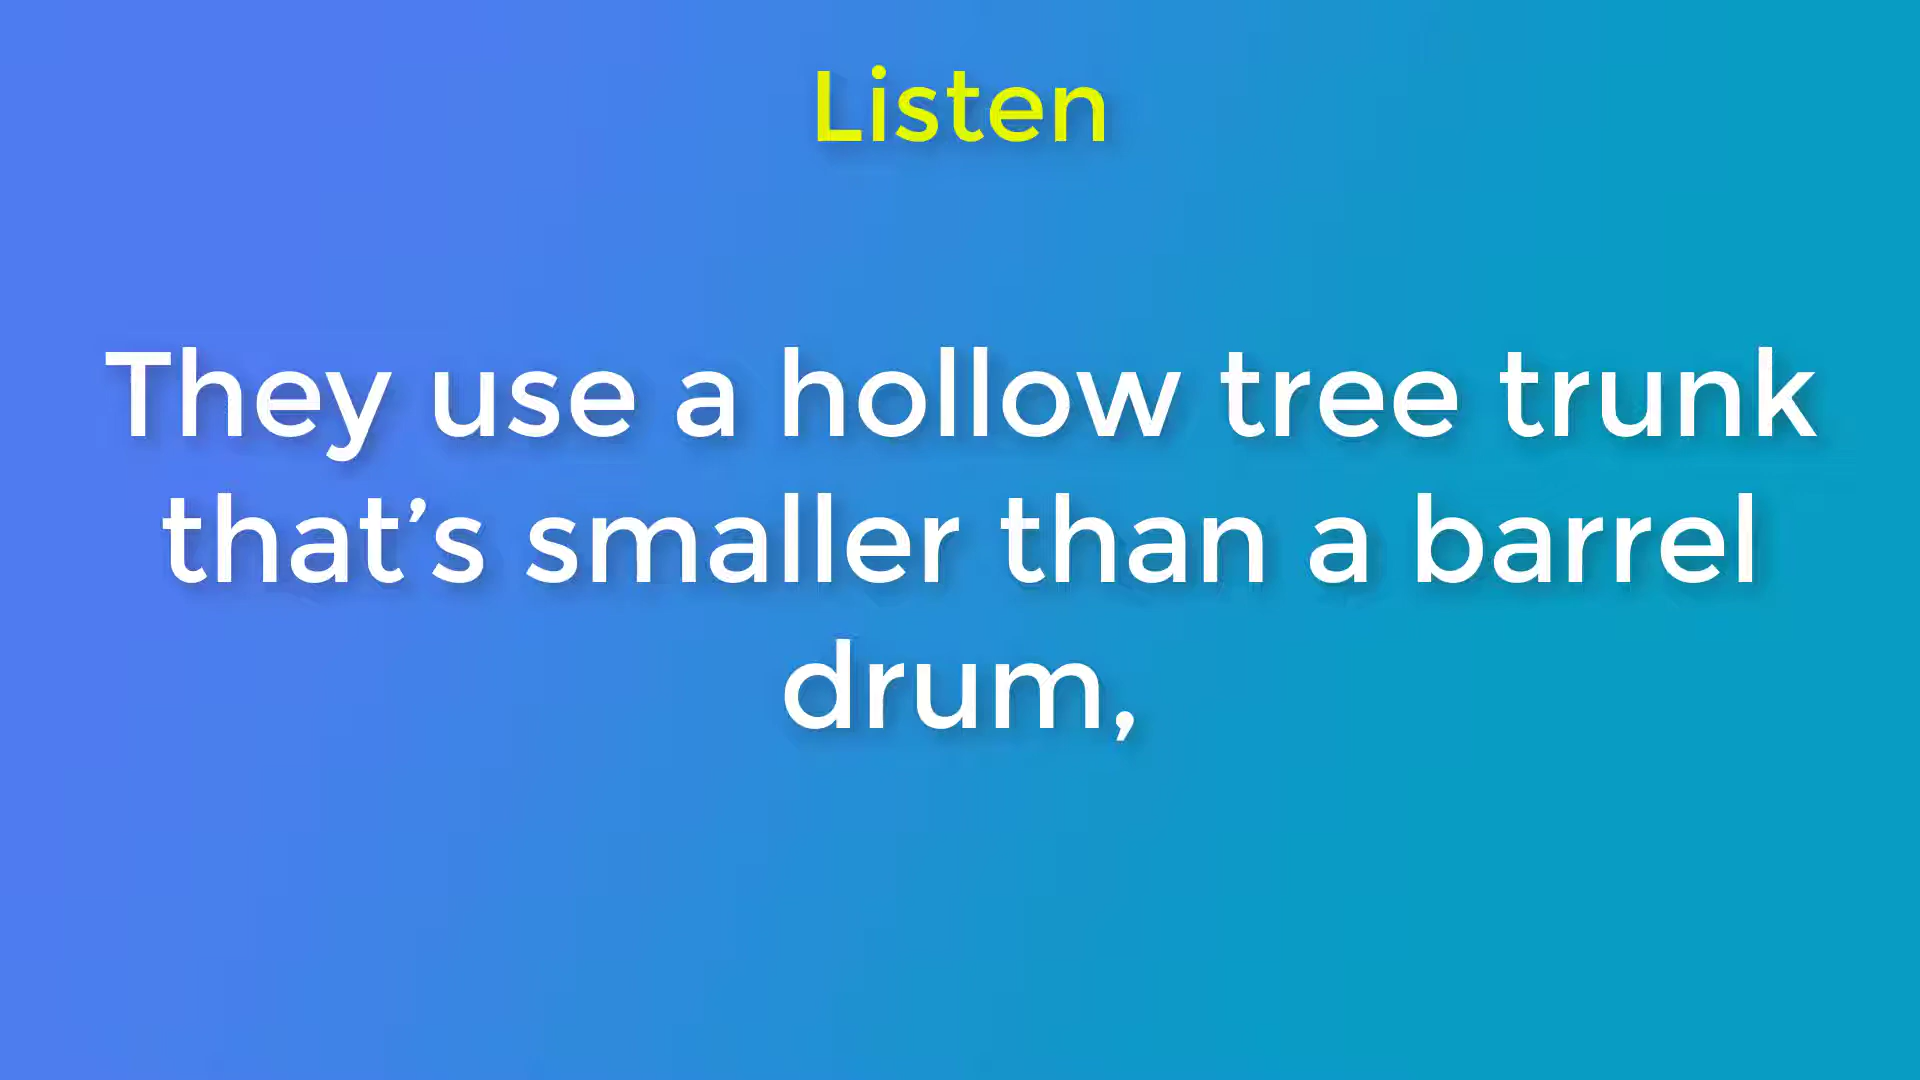 Listen
They use a hollow tree trunk
that’s smaller than a barrel
drum,